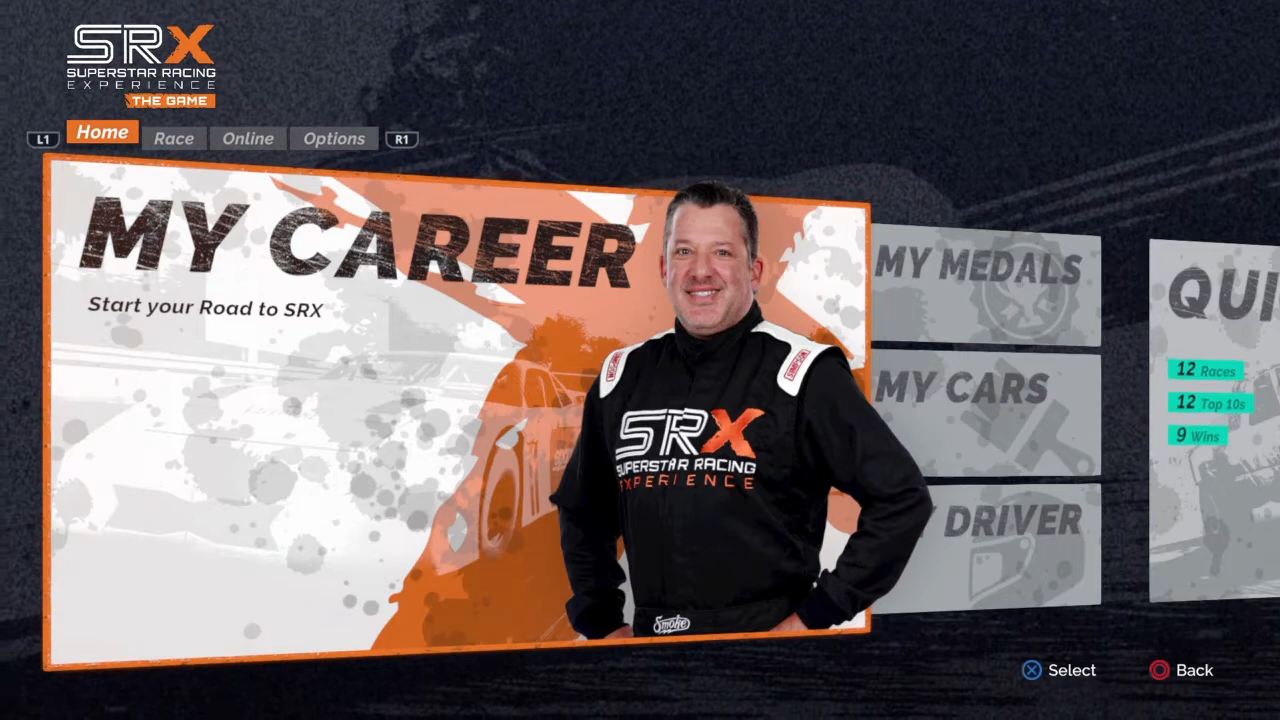 SRX
SUPERSTAR RACING
EXPERIENCE
THE GAME
L1 Home Race Online Options R1
MY CAREER
Start your Road to SRX
MY MEDALS
MY CARS
DRIVER
QUI
12 Races
12 Top 10s
9 Wins
SIMPSON
SRX
SUPERSTAR RACING
EXPERIENCE
Smoke
Select
Back